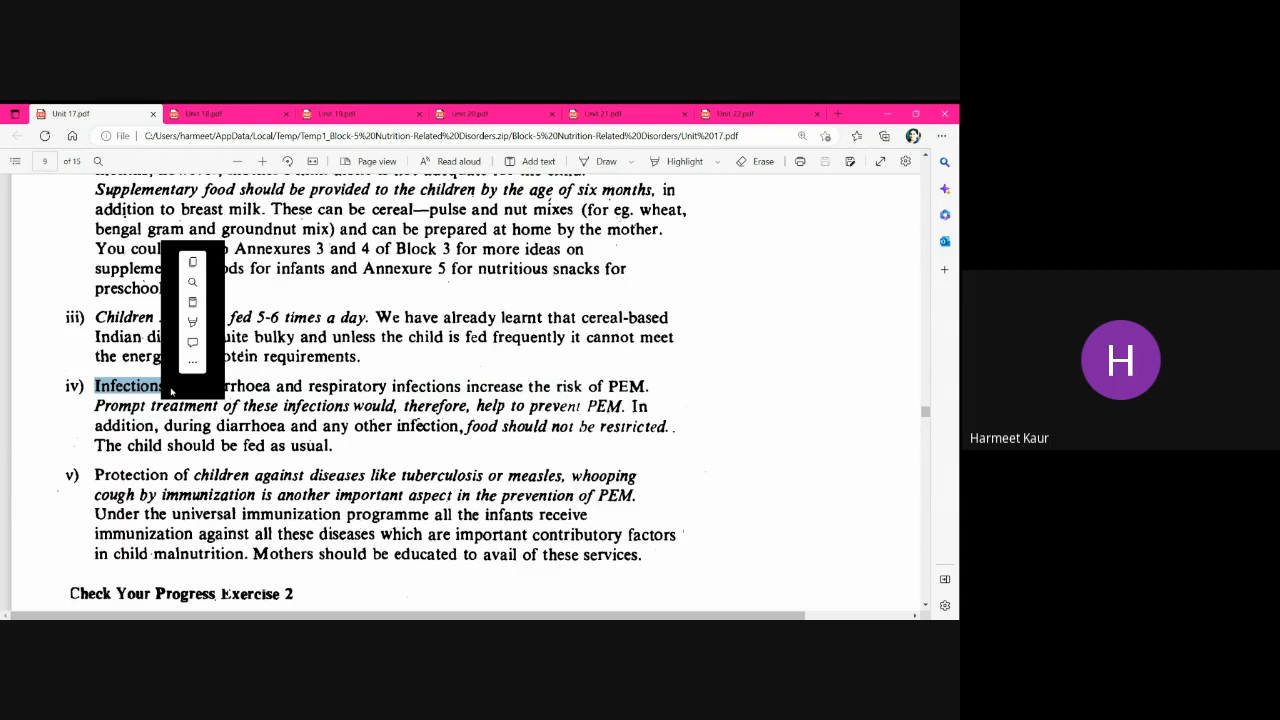 Unit 17.pdf
Unit 18.pdf
Unit 19.pdf
Unit 20.pdf
Unit 21.pdf
Unit 22.pdf
File C:/Users/harmeet/AppData/Local/Temp/Temp1_Block-5%20Nutrition-Related%20Disorders.zip/Block-5%20Nutrition-Related%20Disorders/Unit%2017.pdf
9 of 15 Page view Read aloud Add text Draw Highlight Erase
Supplementary food should be provided to the children by the age of six months, in
addition to breast milk. These can be cereal—pulse and nut mixes (for eg. wheat,
bengal gram and groundnut mix) and can be prepared at home by the mother.
You Annexures 3 and 4 of Block 3 for more ideas on
for infants and Annexure 5 for nutritious snacks for
iii) Children fed 5-6 times a day. We have already learnt that cereal-based
Indian bulky and unless the child is fed frequently it cannot meet
the requirements.
iv) Infections and respiratory infections increase the risk of PEM.
Prompt treatment of these infections would, therefore, help to prevent PEM. In
addition, during diarrhoea and any other infection, food should not be restricted..
The child should be fed as usual.
v) Protection of children against diseases like tuberculosis or measles, whooping
cough by immunization is another important aspect in the prevention of PEM.
Under the universal immunization programme all the infants receive
immunization against all these diseases which are important contributory factors
in child malnutrition. Mothers should be educated to avail of these services.
Check Your Progress Exercise 2
H
Harmeet Kaur